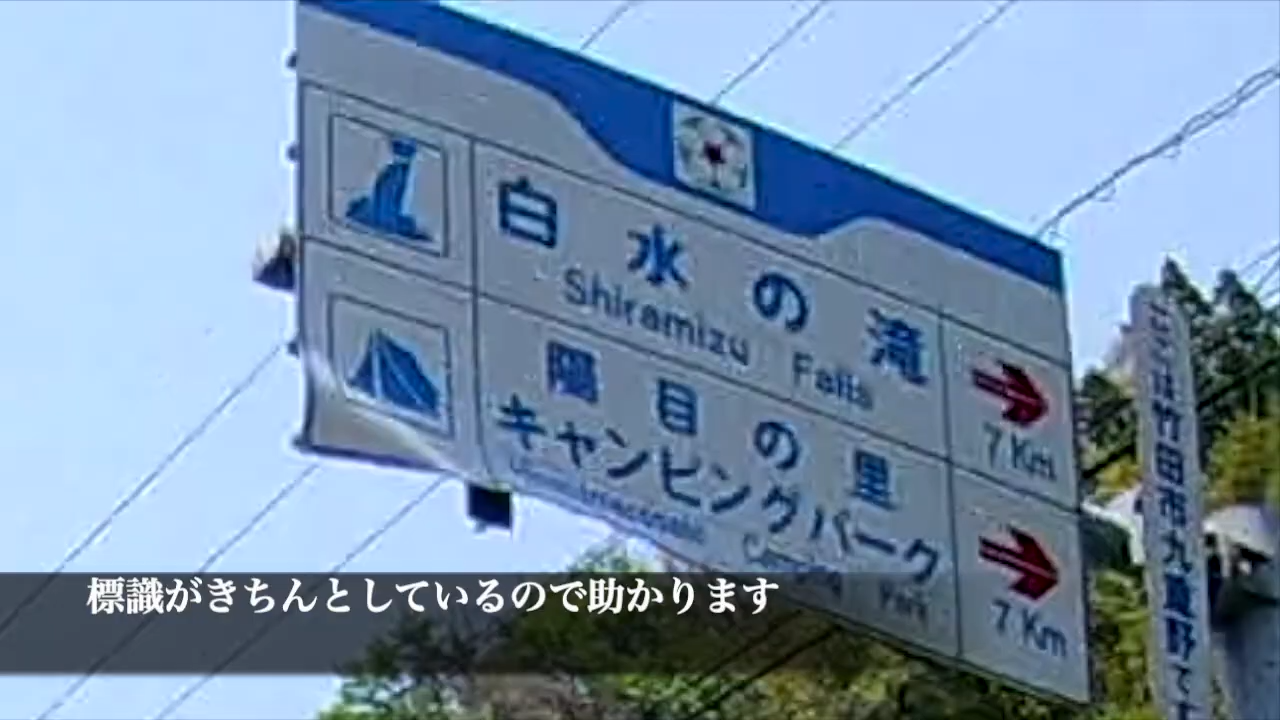 白水の滝
Shiramizu Falls
7 Km
陽目の里
キャンピングパーク
Camping Park
7 Km
ここは竹田市九重野です
標識がきちんとしているので助かります